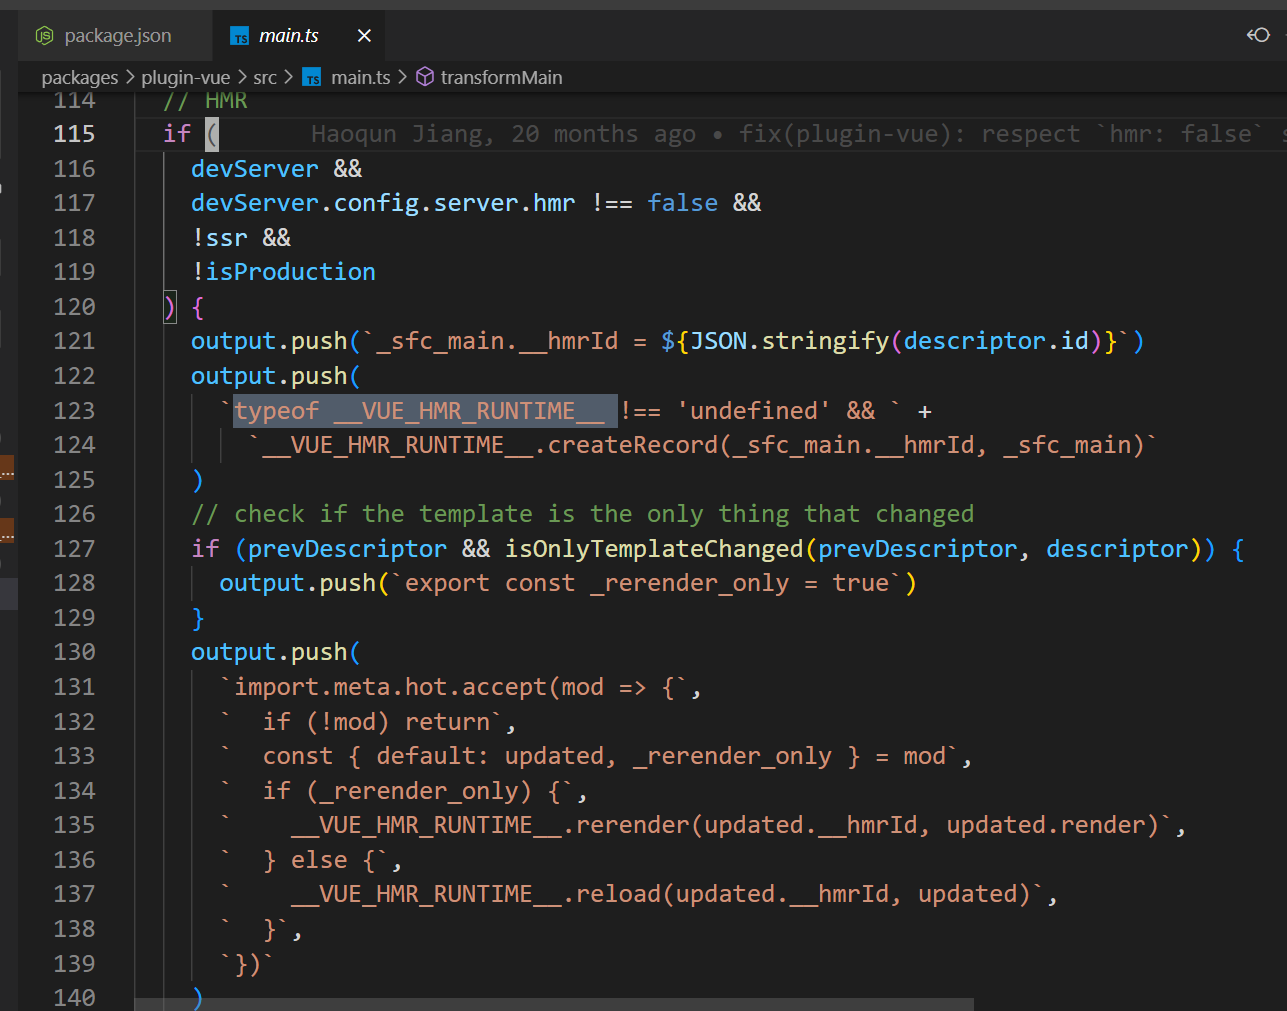 package.json
TS main.ts
packages > plugin-vue > src > TS main.ts > transformMain
114 // HMR
115 if ( Haoqun Jiang, 20 months ago • fix(plugin-vue): respect `hmr: false`
116 devServer &&
117 devServer.config.server.hmr !== false &&
118 !ssr &&
119 !isProduction
120 ) {
121 output.push(`_sfc_main.__hmrId = ${JSON.stringify(descriptor.id)}`)
122 output.push(
123 `typeof __VUE_HMR_RUNTIME__ !== 'undefined' && ` +
124 `__VUE_HMR_RUNTIME__.createRecord(_sfc_main.__hmrId, _sfc_main)`
125 )
126 // check if the template is the only thing that changed
127 if (prevDescriptor && isOnlyTemplateChanged(prevDescriptor, descriptor)) {
128 output.push(`export const _rerender_only = true`)
129 }
130 output.push(
131 `import.meta.hot.accept(mod => {`,
132 `  if (!mod) return`,
133 `  const { default: updated, _rerender_only } = mod`,
134 `  if (_rerender_only) {`,
135 `    __VUE_HMR_RUNTIME__.rerender(updated.__hmrId, updated.render)`,
136 `  } else {`,
137 `    __VUE_HMR_RUNTIME__.reload(updated.__hmrId, updated)`,
138 `  }`,
139 `})`
140 )